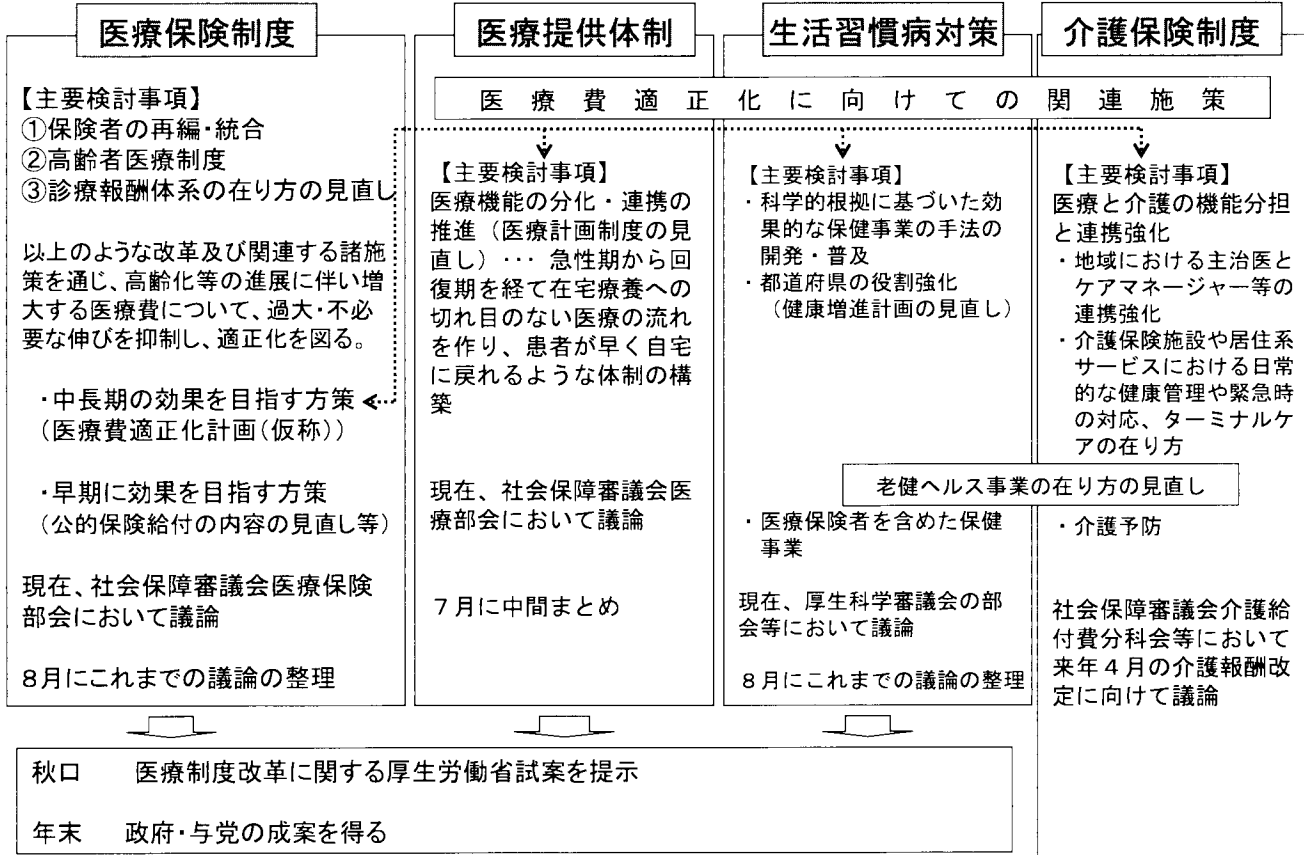 医療保険制度
【主要検討事項】
①保険者の再編・統合
②高齢者医療制度
③診療報酬体系の在り方の見直し
以上のような改革及び関連する諸施
策を通じ、高齢化等の進展に伴い増
大する医療費について、過大・不必
要な伸びを抑制し、適正化を図る。
・中長期の効果を目指す方策
（医療費適正化計画（仮称））
・早期に効果を目指す方策
（公的保険給付の内容の見直し等）
現在、社会保障審議会医療保険
部会において議論
８月にこれまでの議論の整理
医療提供体制
医療費適正化に向けての関連施策
【主要検討事項】
医療機能の分化・連携の
推進（医療計画制度の見
直し）・・・ 急性期から回
復期を経て在宅療養への
切れ目のない医療の流れ
を作り、患者が早く自宅
に戻れるような体制の構
築
現在、社会保障審議会医
療部会において議論
７月に中間まとめ
生活習慣病対策
【主要検討事項】
・科学的根拠に基づいた効
果的な保健事業の手法の
開発・普及
・都道府県の役割強化
（健康増進計画の見直し）
老健ヘルス事業の在り方の見直し
・医療保険者を含めた保健
事業
現在、厚生科学審議会の部
会等において議論
８月にこれまでの議論の整理
介護保険制度
【主要検討事項】
医療と介護の機能分担
と連携強化
・地域における主治医と
ケアマネージャー等の
連携強化
・介護保険施設や居住系
サービスにおける日常
的な健康管理や緊急時
の対応、ターミナルケ
アの在り方
・介護予防
社会保障審議会介護給
付費分科会等において
来年４月の介護報酬改
定に向けて議論
秋口 医療制度改革に関する厚生労働省試案を提示
年末 政府・与党の成案を得る